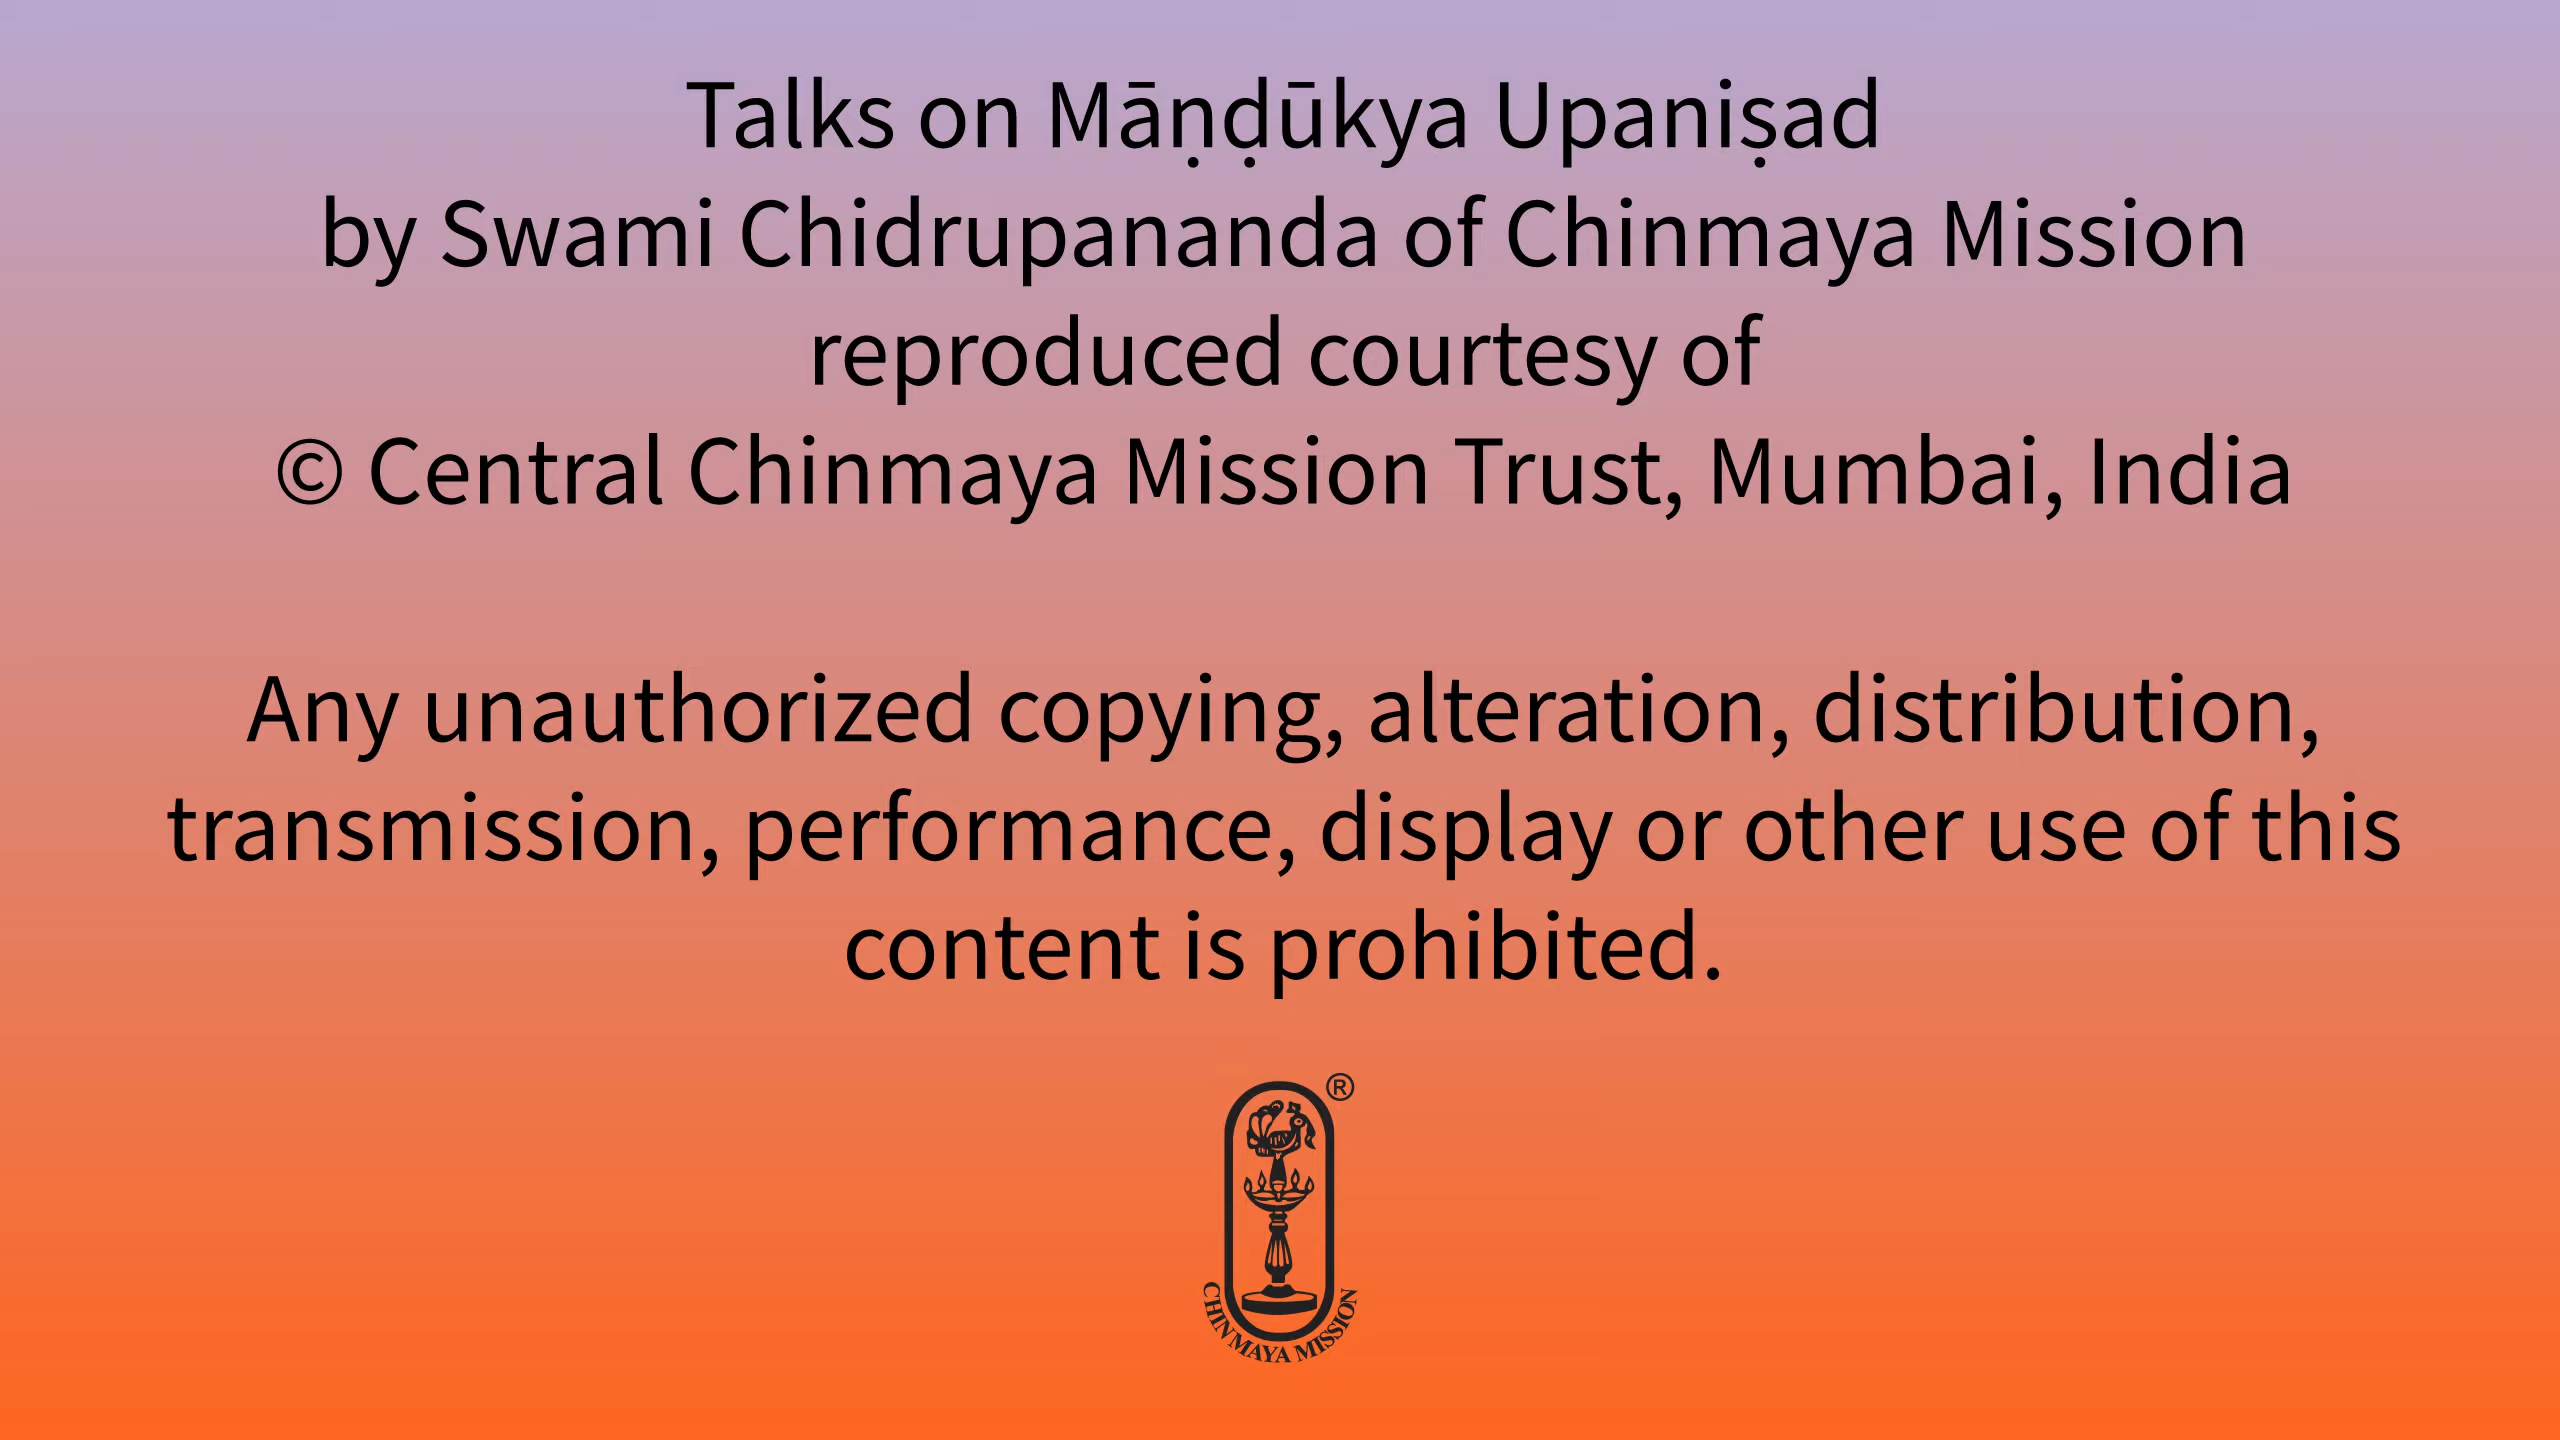 Talks on Māṇḍūkya Upaniṣad
by Swami Chidrupananda of Chinmaya Mission
reproduced courtesy of
© Central Chinmaya Mission Trust, Mumbai, India
Any unauthorized copying, alteration, distribution,
transmission, performance, display or other use of this
content is prohibited.
®
CHINMAYA MISSION